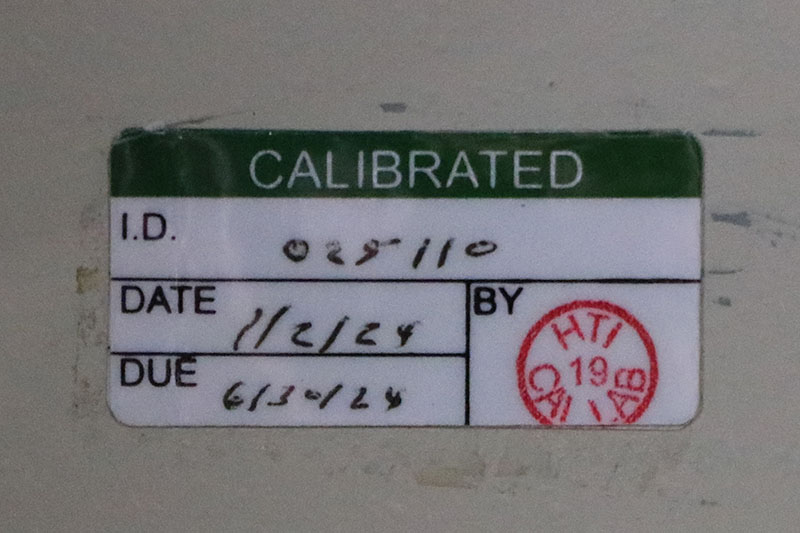 CALIBRATED
I.D. 025110
DATE 1/2/24
DUE 6/30/24
BY
HTI
19
CAL LAB